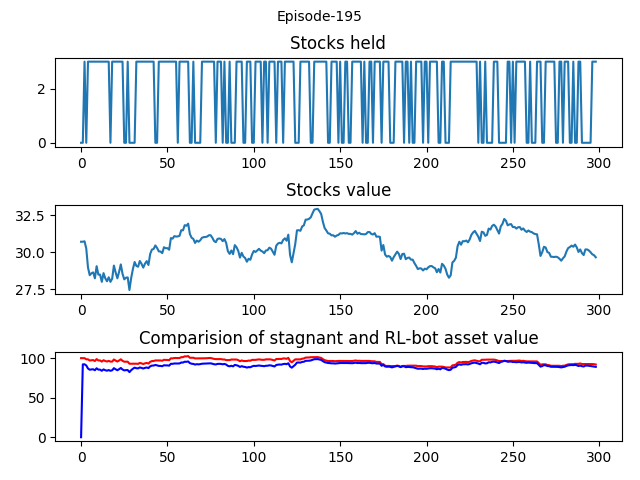 Episode-195
Stocks held
2
0
0 50 100 150 200 250 300
Stocks value
32.5
30.0
27.5
0 50 100 150 200 250 300
Comparision of stagnant and RL-bot asset value
100
50
0
0 50 100 150 200 250 300